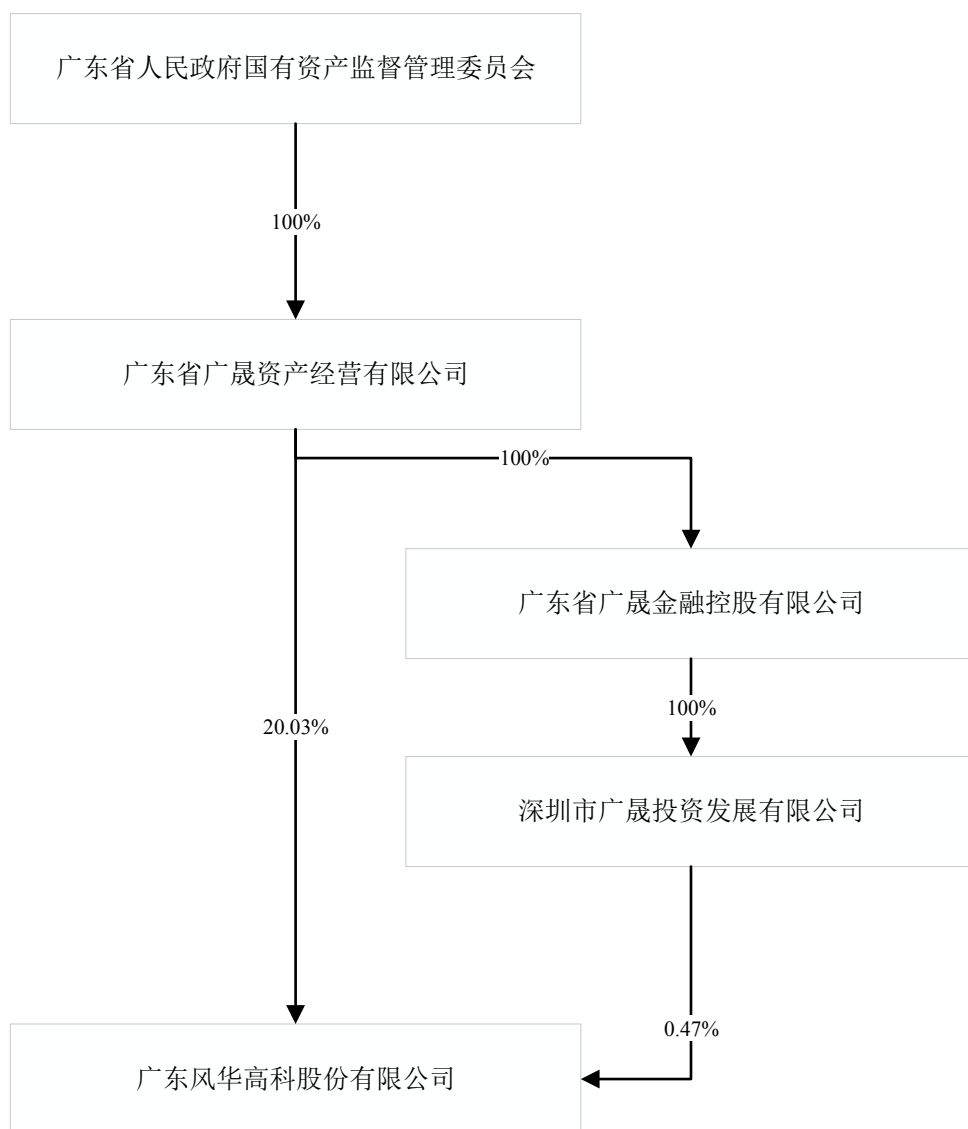 广东省人民政府国有资产监督管理委员会
100%
广东省广晟资产经营有限公司
100%
广东省广晟金融控股有限公司
100%
20.03%
深圳市广晟投资发展有限公司
0.47%
广东风华高科股份有限公司